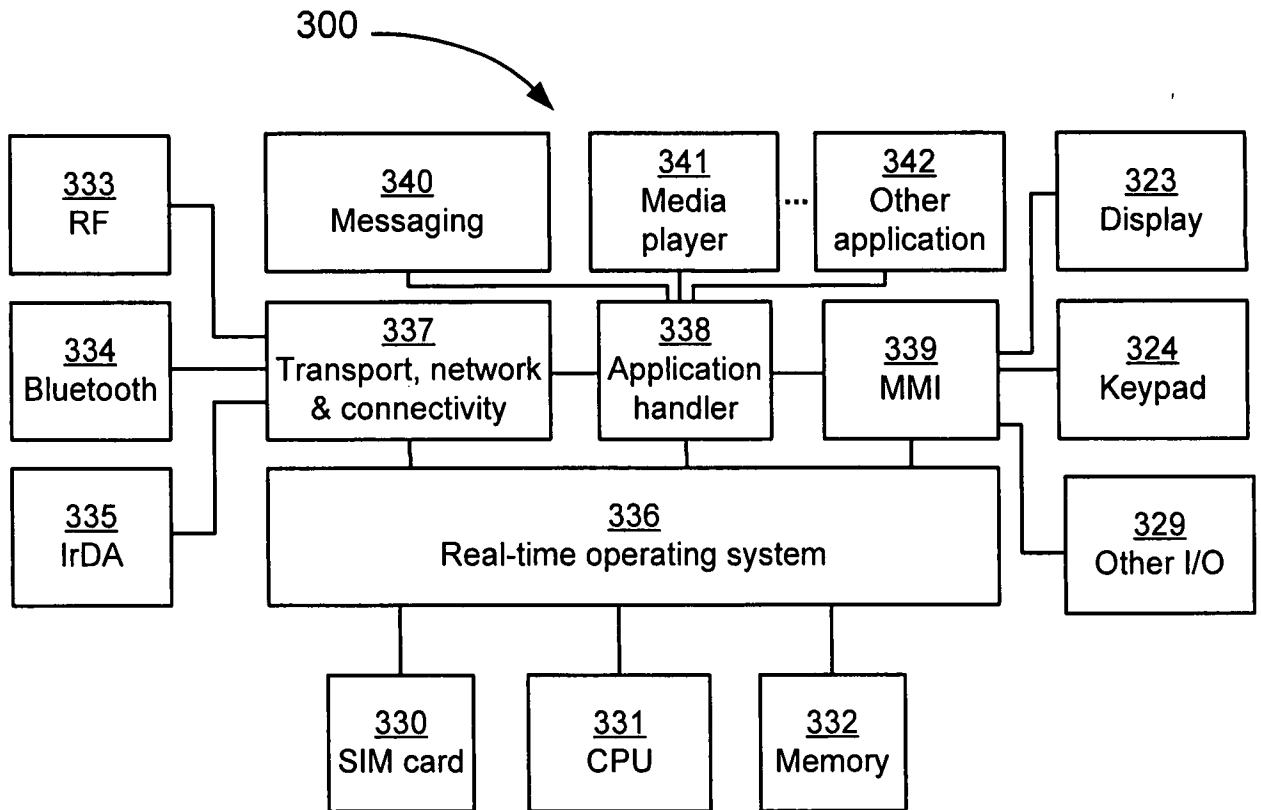 300
333
RF
340
Messaging
341
Media
player
...
342
Other
application
323
Display
334
Bluetooth
337
Transport, network
& connectivity
338
Application
handler
339
MMI
324
Keypad
335
IrDA
336
Real-time operating system
329
Other I/O
330
SIM card
331
CPU
332
Memory